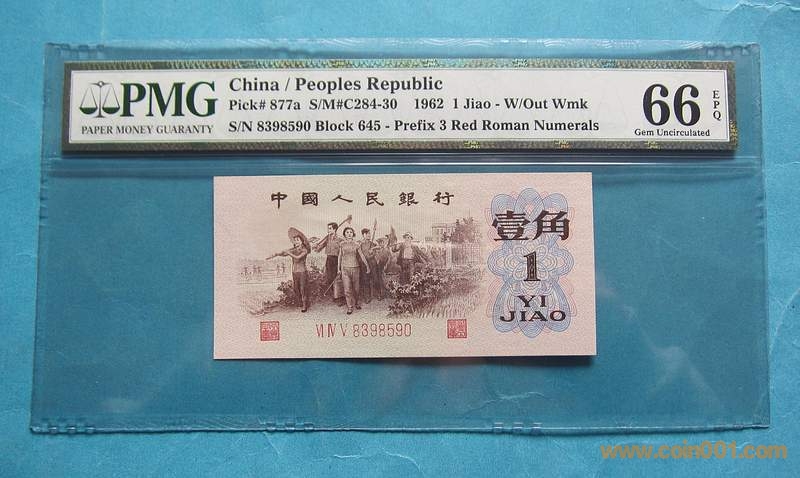 PMG
PAPER MONEY GUARANTY
China / Peoples Republic
Pick# 877a S/M#C284-30 1962 1 Jiao - W/Out Wmk
S/N 8398590 Block 645 - Prefix 3 Red Roman Numerals
66
EPQ
Gem Uncirculated
中國人民銀行
壹角
1
YI
JIAO
VI IV V 8398590
www.coin001.com